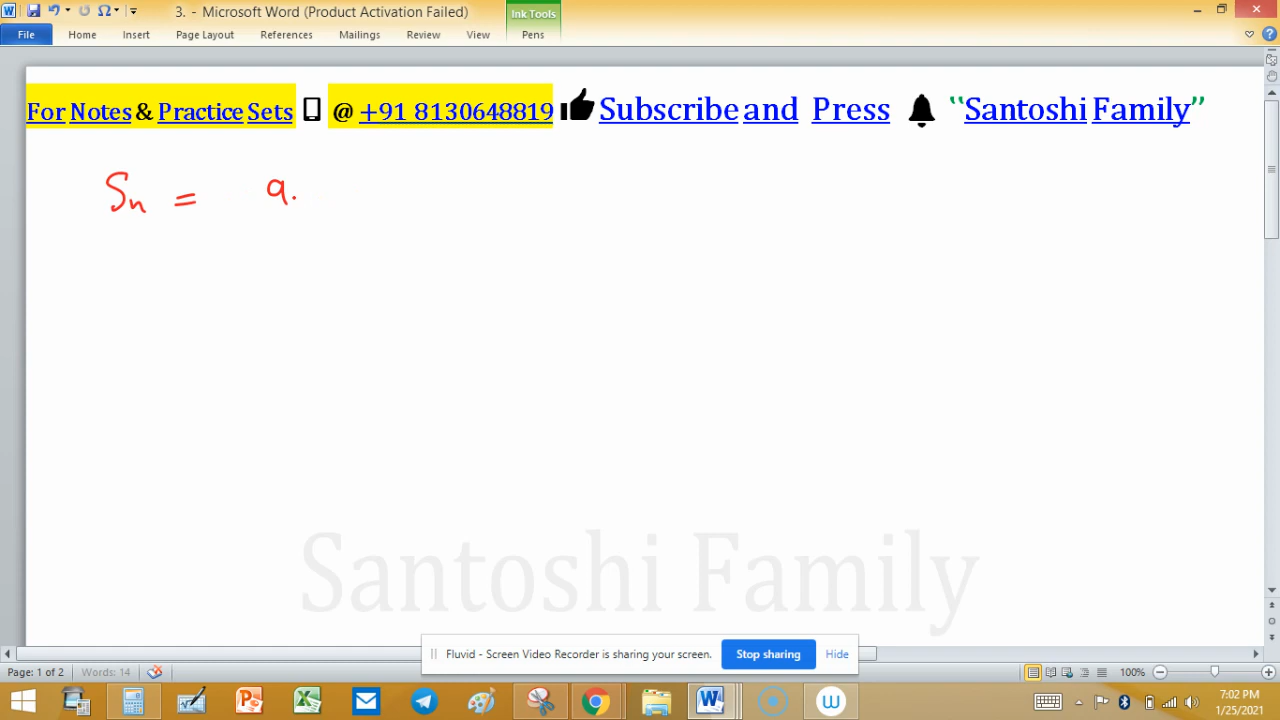 3. - Microsoft Word (Product Activation Failed)
Ink Tools
File Home Insert Page Layout References Mailings Review View Pens
For Notes & Practice Sets @ +91 8130648819 Subscribe and Press "Santoshi Family"
Sn = a.
Santoshi Family
Fluvid - Screen Video Recorder is sharing your screen. Stop sharing Hide
Page: 1 of 2 Words: 14 100%
7:02 PM
1/25/2021